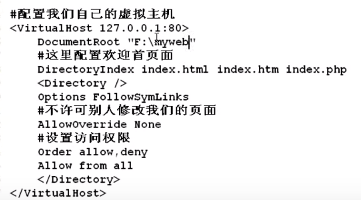 #配置我们自己的虚拟主机
<VirtualHost 127.0.0.1:80>
DocumentRoot "F:\myweb"
#这里配置欢迎首页面
DirectoryIndex index.html index.htm index.php
<Directory />
Options FollowSymLinks
#不许可别人修改我们的页面
AllowOverride None
#设置访问权限
Order allow,deny
Allow from all
</Directory>
</VirtualHost>